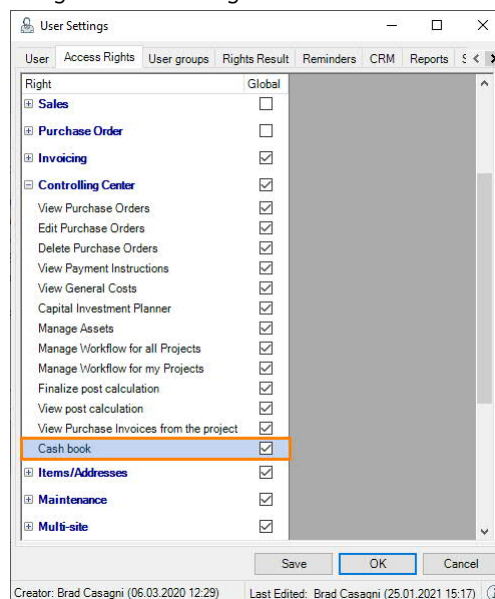 User Settings
User Access Rights User groups Rights Result Reminders CRM Reports
Right Global
Sales
Purchase Order
Invoicing
Controlling Center
View Purchase Orders
Edit Purchase Orders
Delete Purchase Orders
View Payment Instructions
View General Costs
Capital Investment Planner
Manage Assets
Manage Workflow for all Projects
Manage Workflow for my Projects
Finalize post calculation
View post calculation
View Purchase Invoices from the project
Cash book
Items/Addresses
Maintenance
Multi-site
Save OK Cancel
Creator: Brad Casagni (06.03.2020 12:29) Last Edited: Brad Casagni (25.01.2021 15:17)